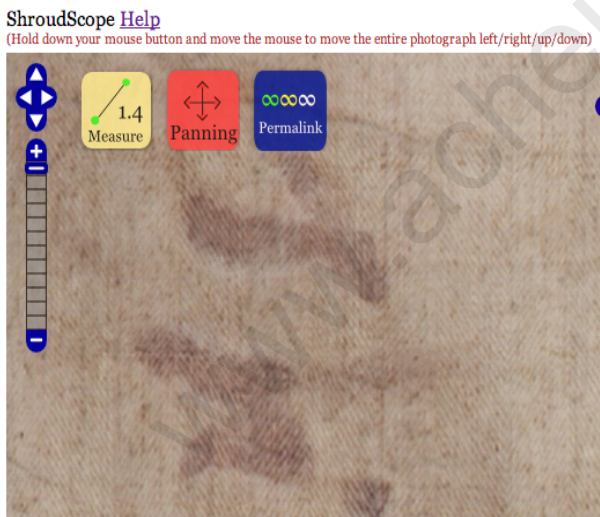 ShroudScope Help
(Hold down your mouse button and move the mouse to move the entire photograph left/right/up/down)
1.4
Measure
Panning
Permalink